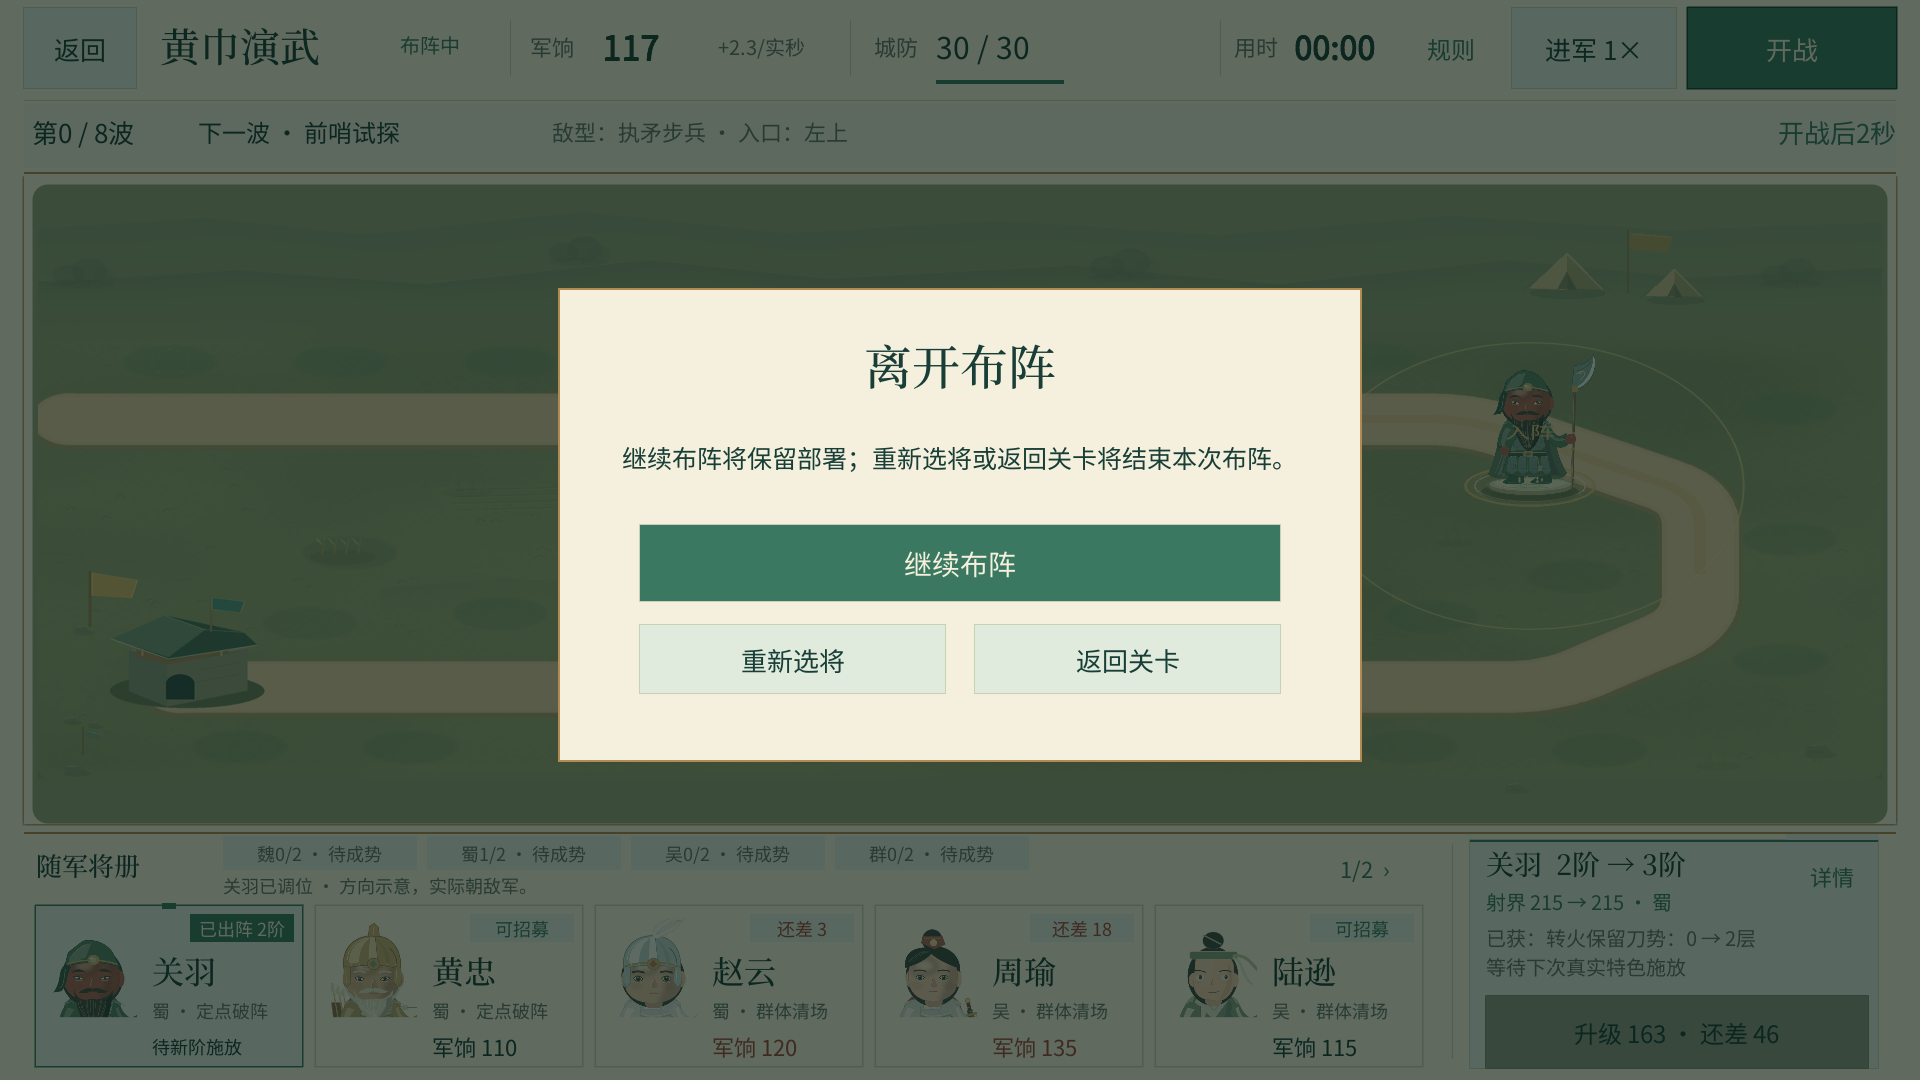 返回
黄巾演武
布阵中
军饷 117 +2.3/实秒
城防 30 / 30
用时 00:00
规则
进军 1×
开战
第0 / 8波
下一波 · 前哨试探
敌型：执矛步兵 · 入口：左上
开战后2秒
入阵
离开布阵
继续布阵将保留部署；重新选将或返回关卡将结束本次布阵。
继续布阵
重新选将
返回关卡
随军将册
魏0/2 · 待成势
蜀1/2 · 待成势
吴0/2 · 待成势
群0/2 · 待成势
关羽已调位 · 方向示意，实际朝敌军。
1/2 ›
已出阵 2阶
关羽
蜀 · 定点破阵
待新阶施放
可招募
黄忠
蜀 · 定点破阵
军饷 110
还差 3
赵云
蜀 · 群体清场
军饷 120
还差 18
周瑜
吴 · 群体清场
军饷 135
可招募
陆逊
吴 · 群体清场
军饷 115
关羽 2阶 → 3阶
详情
射界 215 → 215 · 蜀
已获：转火保留刀势：0 → 2层
等待下次真实特色施放
升级 163 · 还差 46